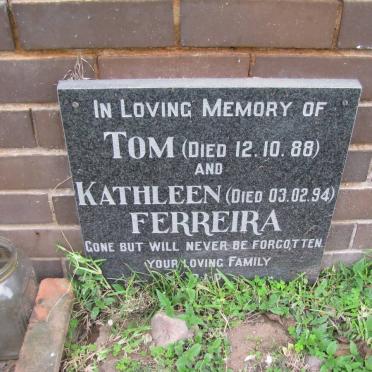 IN LOVING MEMORY OF
TOM (DIED 12.10.88)
AND
KATHLEEN (DIED 03.02.94)
FERREIRA
GONE BUT WILL NEVER BE FORGOTTEN.
YOUR LOVING FAMILY